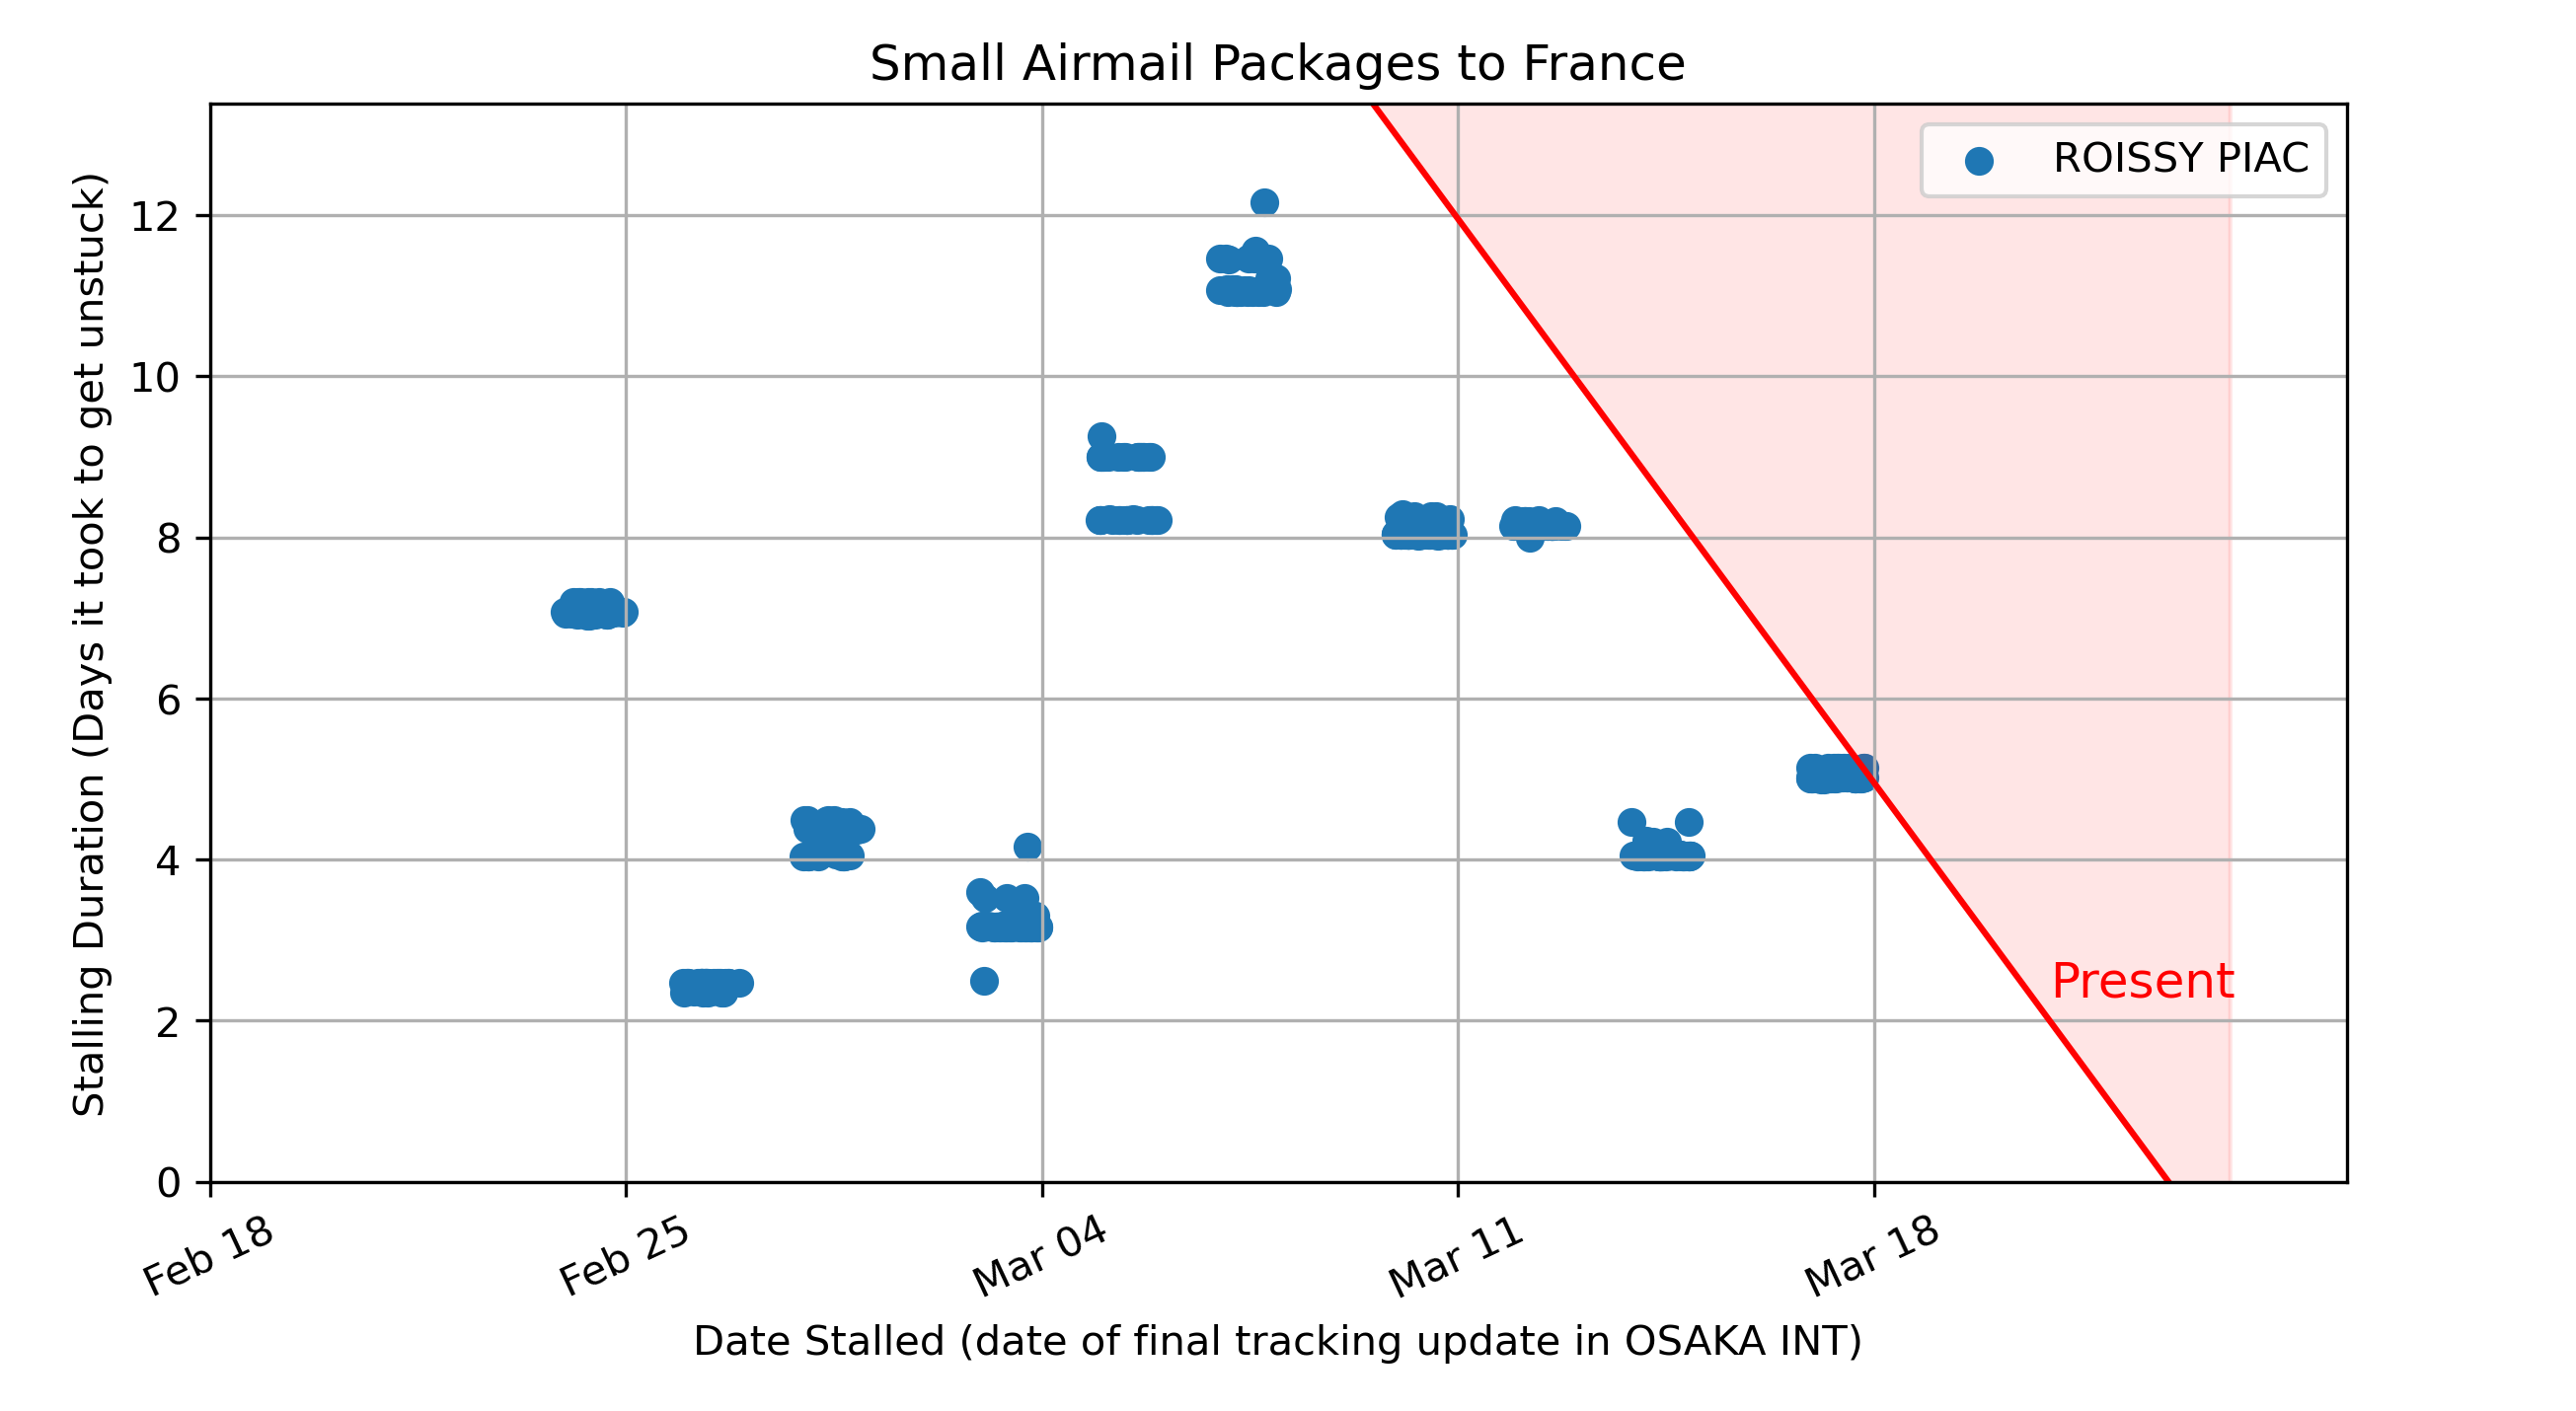 Small Airmail Packages to France
ROISSY PIAC
Stalling Duration (Days it took to get unstuck)
12
10
8
6
4
2
0
Present
Feb 18
Feb 25
Mar 04
Mar 11
Mar 18
Date Stalled (date of final tracking update in OSAKA INT)